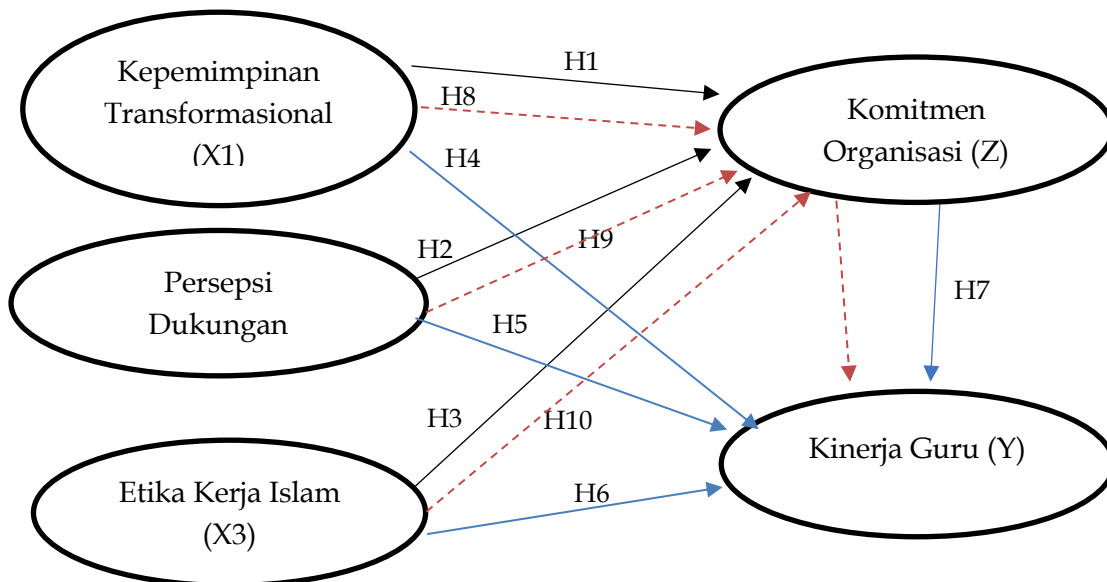 Kepemimpinan
Transformasional
(X1)
H1
H8
H4
Komitmen
Organisasi (Z)
Persepsi
Dukungan
H2
H9
H5
H7
Etika Kerja Islam
(X3)
H3
H10
H6
Kinerja Guru (Y)